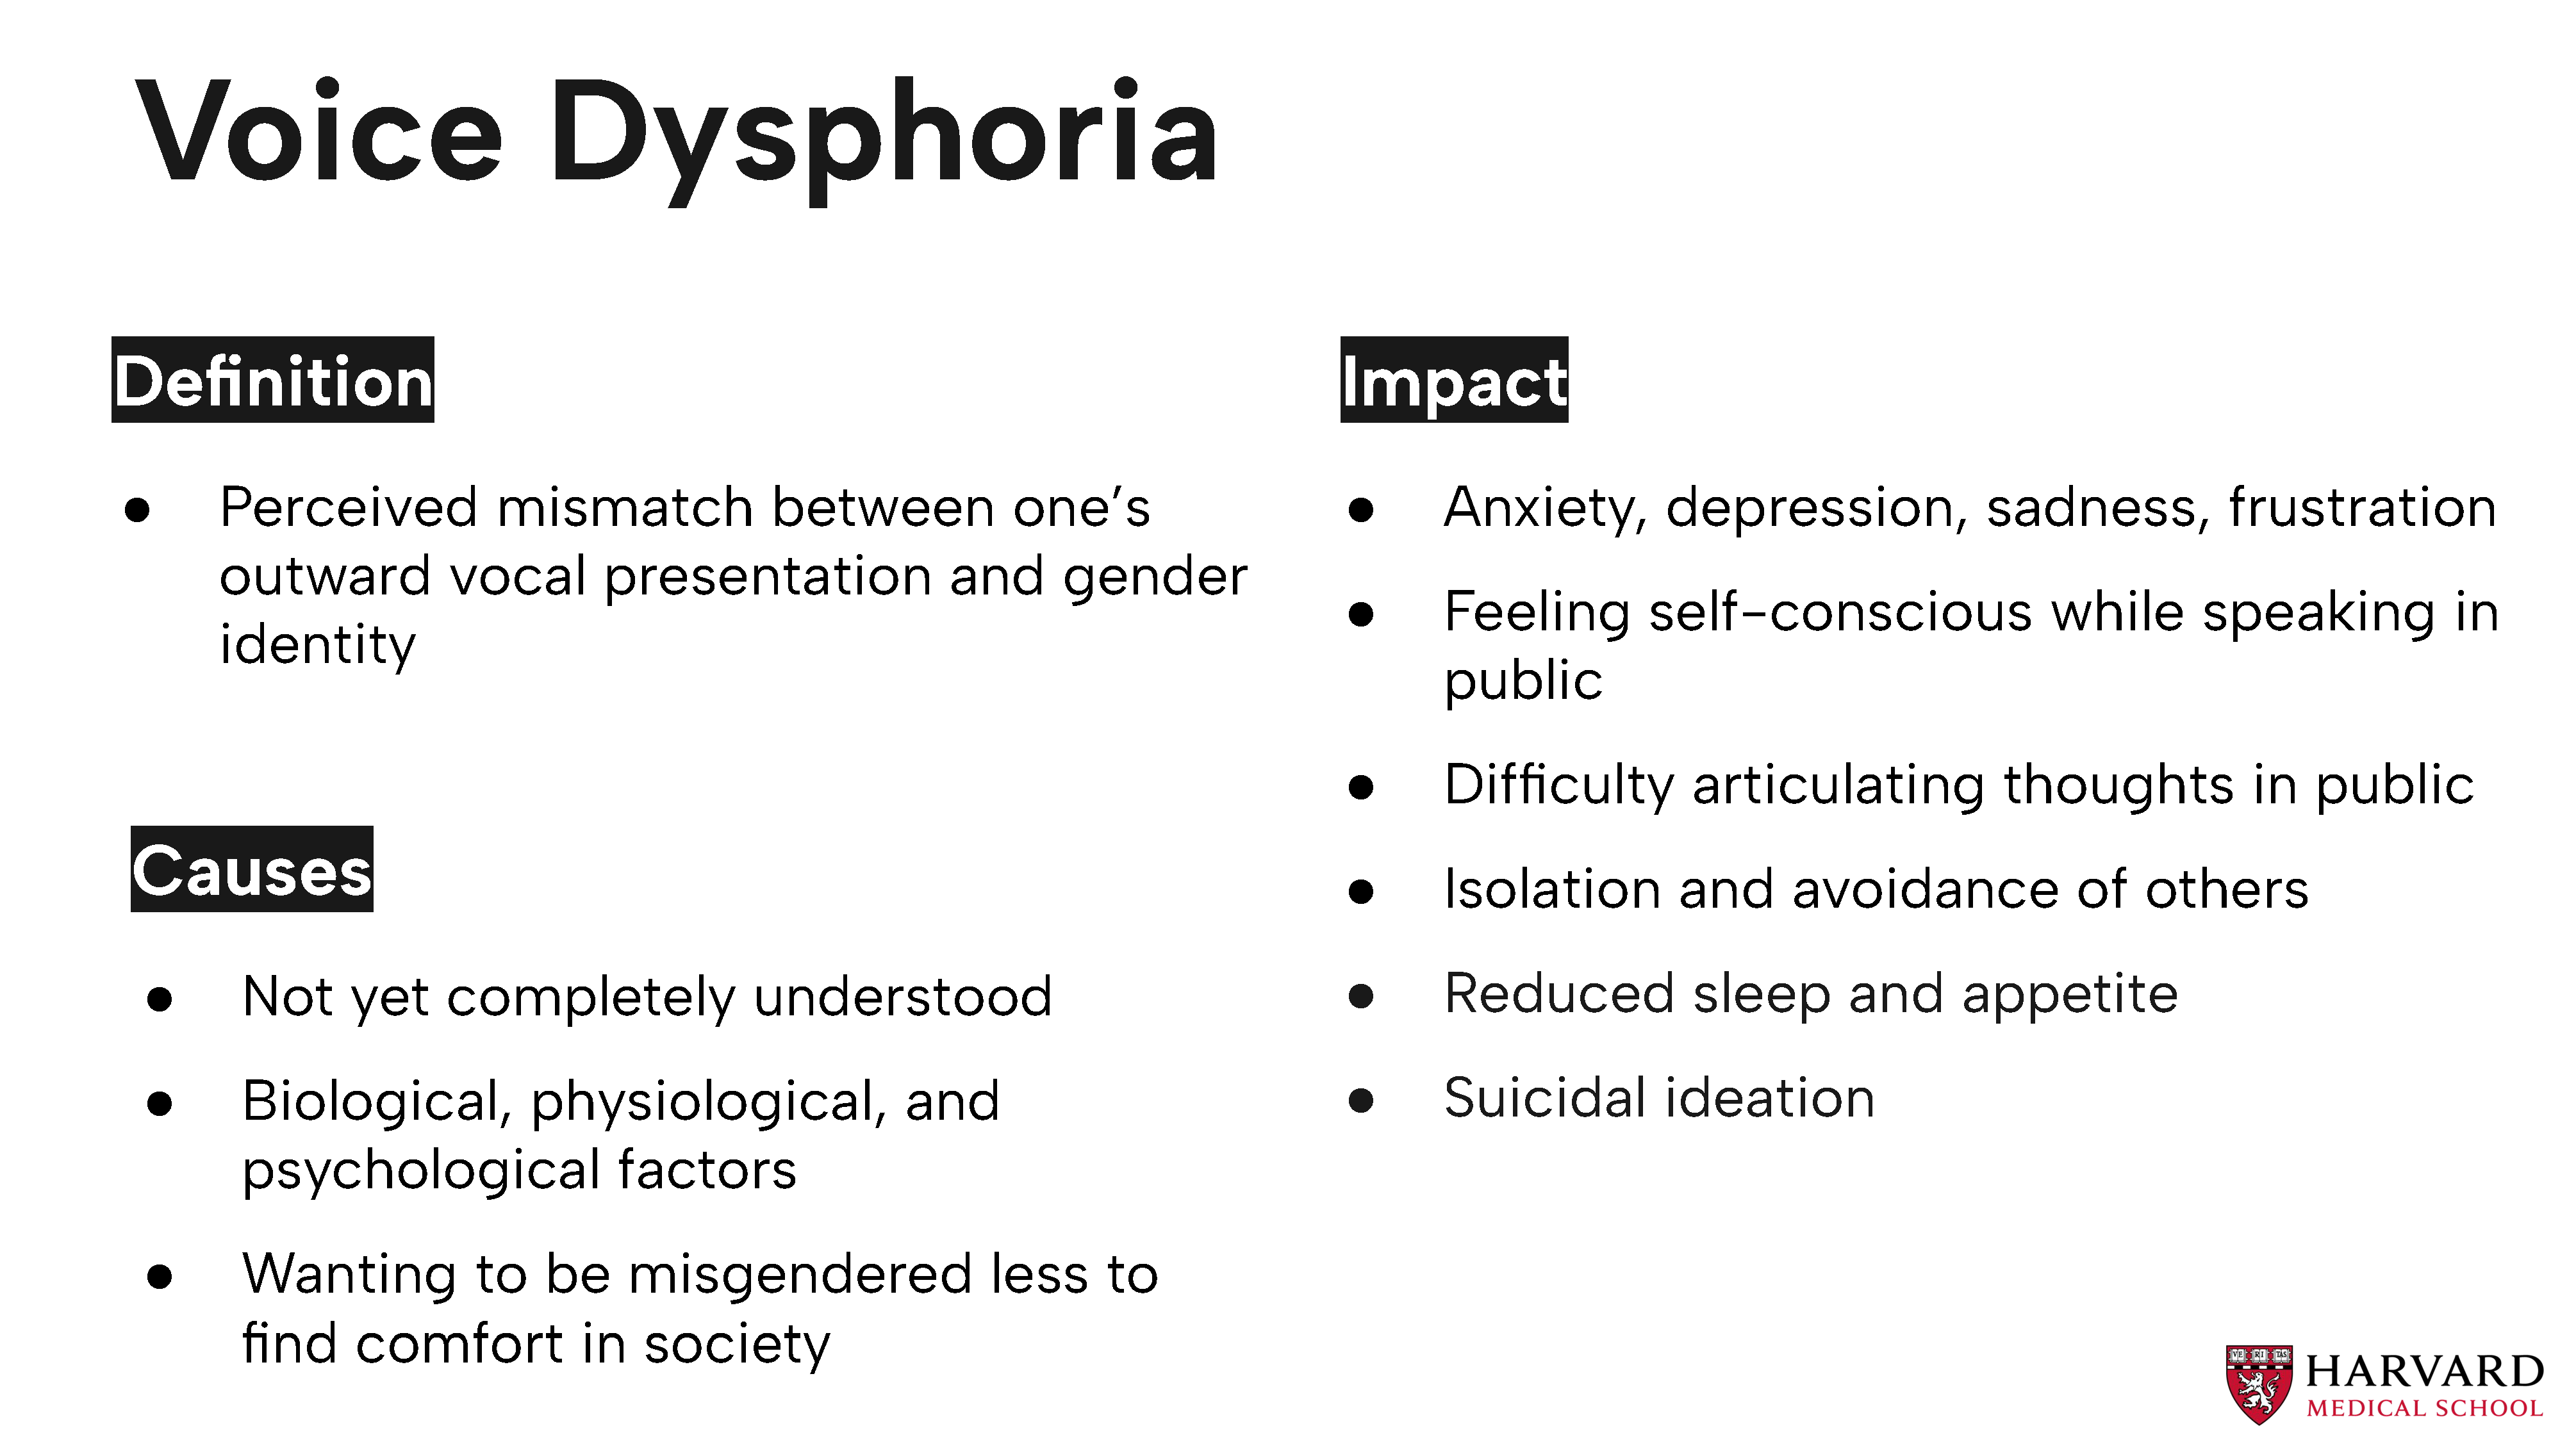 Voice Dysphoria
Definition
● Perceived mismatch between one’s
outward vocal presentation and gender
identity
Causes
● Not yet completely understood
● Biological, physiological, and
psychological factors
● Wanting to be misgendered less to
find comfort in society
Impact
● Anxiety, depression, sadness, frustration
● Feeling self-conscious while speaking in
public
● Difficulty articulating thoughts in public
● Isolation and avoidance of others
● Reduced sleep and appetite
● Suicidal ideation
VE RI TAS
HARVARD
MEDICAL SCHOOL